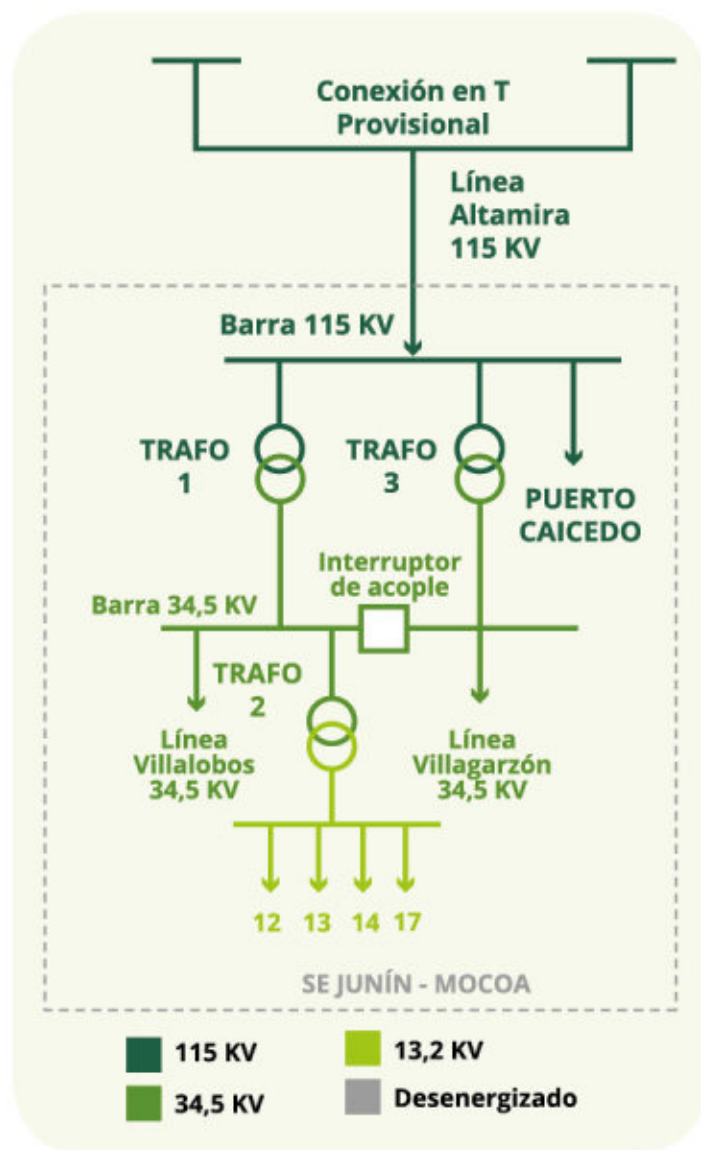 Conexión en T
Provisional
Línea
Altamira
115 KV
Barra 115 KV
TRAFO
1
TRAFO
3
PUERTO
CAICEDO
Interruptor
de acople
Barra 34,5 KV
TRAFO
2
Línea
Villalobos
34,5 KV
Línea
Villagarzón
34,5 KV
12 13 14 17
SE JUNÍN - MOCOA
115 KV
13,2 KV
34,5 KV
Desenergizado